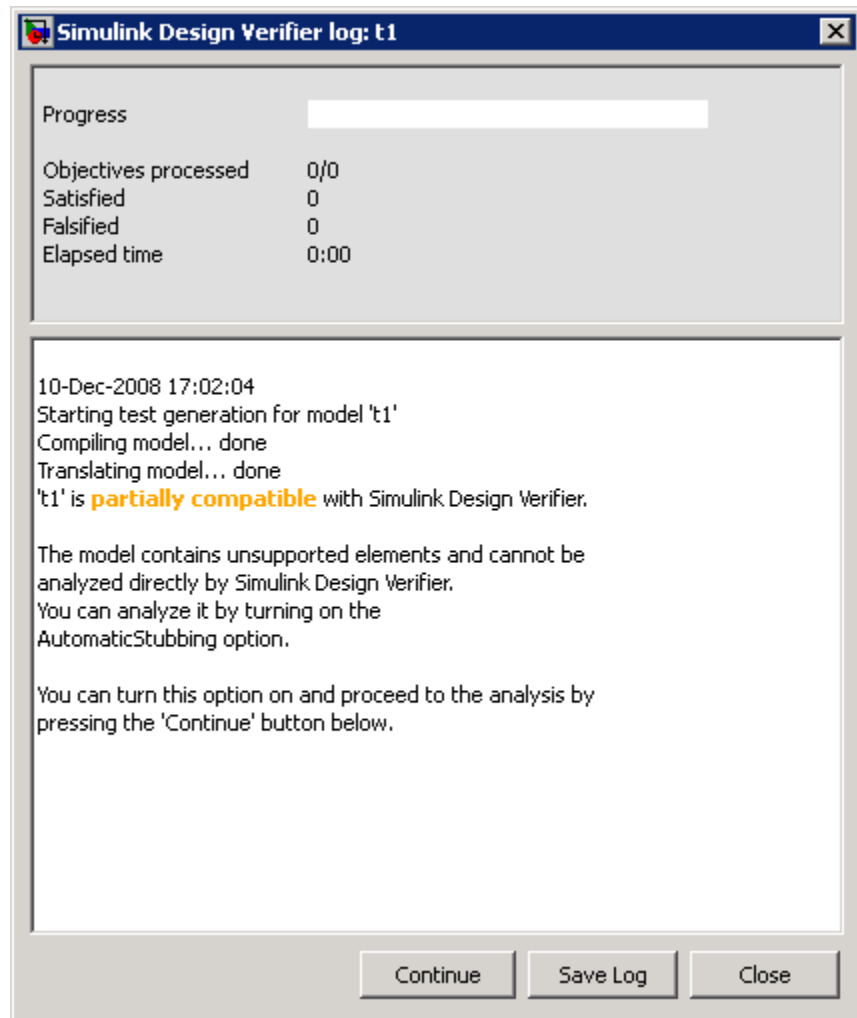 Simulink Design Verifier log: t1
Progress
Objectives processed 0/0
Satisfied 0
Falsified 0
Elapsed time 0:00
10-Dec-2008 17:02:04
Starting test generation for model 't1'
Compiling model... done
Translating model... done
't1' is partially compatible with Simulink Design Verifier.
The model contains unsupported elements and cannot be
analyzed directly by Simulink Design Verifier.
You can analyze it by turning on the
AutomaticStubbing option.
You can turn this option on and proceed to the analysis by
pressing the 'Continue' button below.
Continue Save Log Close